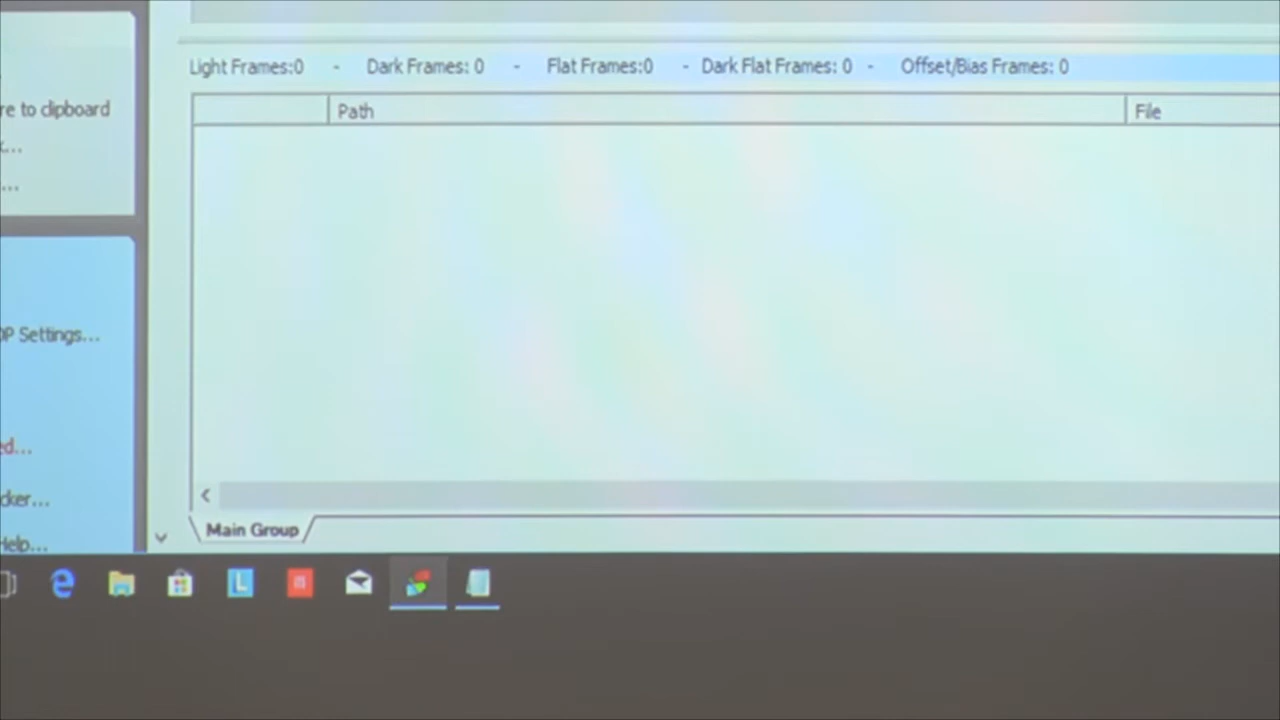 Light Frames:0 - Dark Frames: 0 - Flat Frames:0 - Dark Flat Frames: 0 - Offset/Bias Frames: 0
Path File
re to clipboard
...
...
DP Settings...
ed...
cker...
Help...
Main Group
L